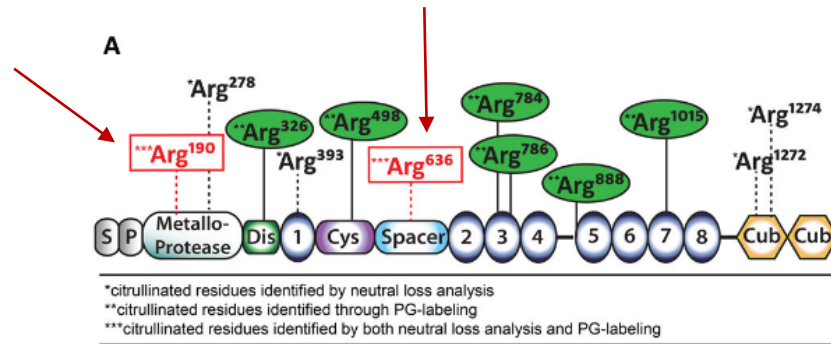 A
*Arg278
**Arg326
**Arg498
**Arg784
**Arg1015
*Arg1274
***Arg190
*Arg393
***Arg636
**Arg786
*Arg1272
**Arg888
S P Metallo-Protease Dis 1 Cys Spacer 2 3 4 5 6 7 8 Cub Cub
*citrullinated residues identified by neutral loss analysis
**citrullinated residues identified through PG-labeling
***citrullinated residues identified by both neutral loss analysis and PG-labeling